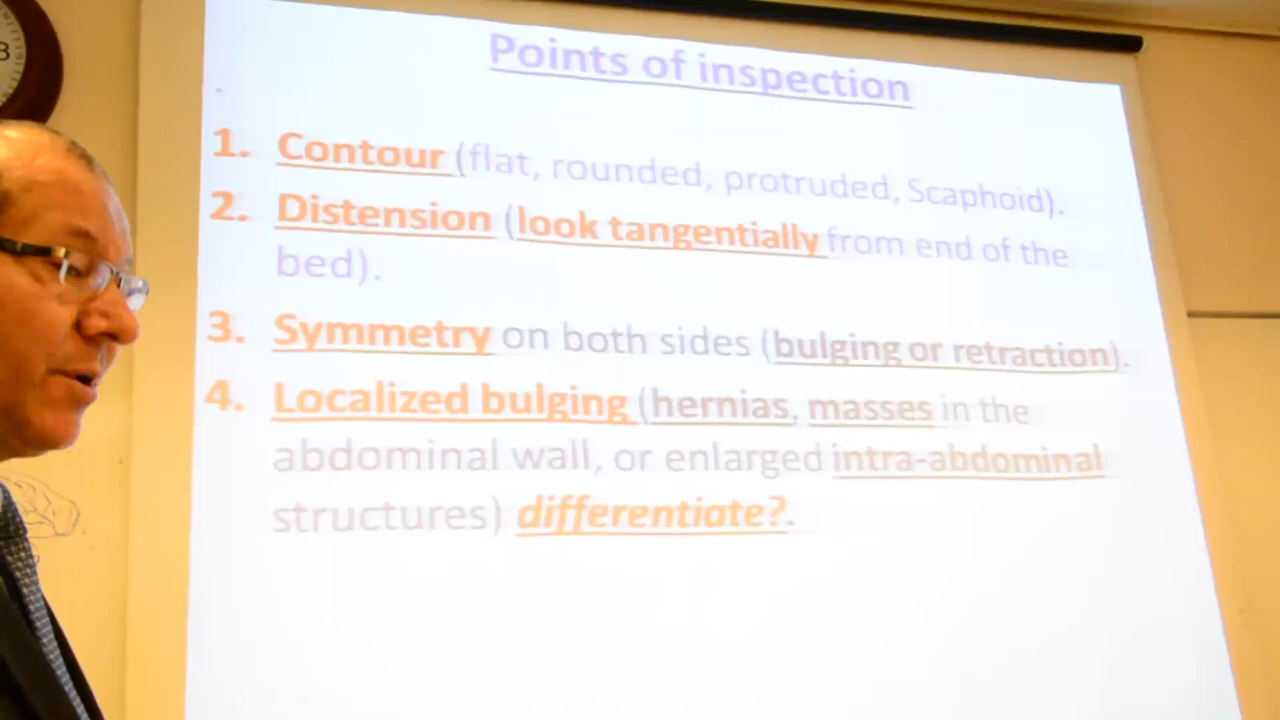 3
Points of inspection
1. Contour (flat, rounded, protruded, Scaphoid).
2. Distension (look tangentially from end of the
bed).
3. Symmetry on both sides (bulging or retraction).
4. Localized bulging (hernias, masses in the
abdominal wall, or enlarged intra-abdominal
structures) differentiate?.